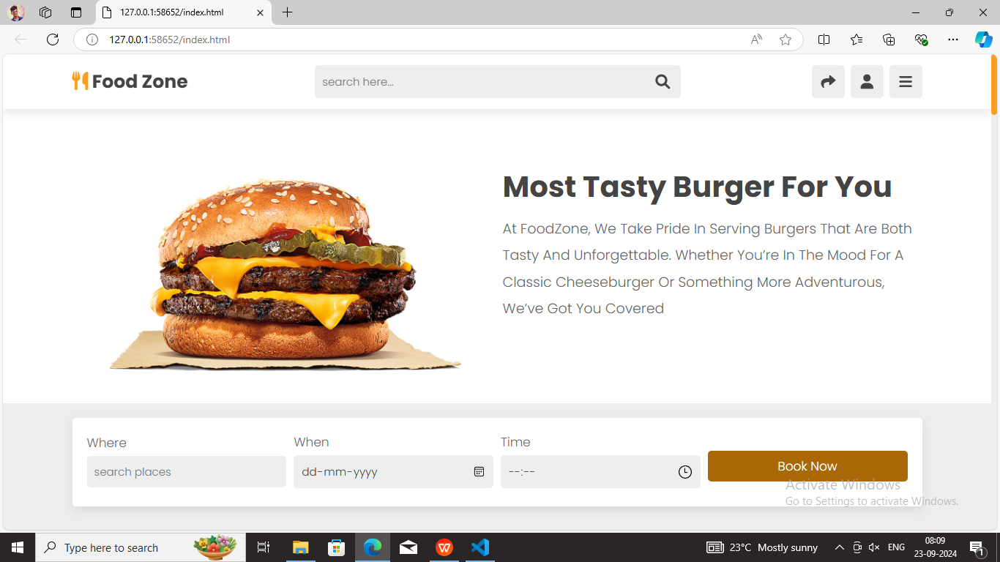 127.0.0.1:58652/index.html
127.0.0.1:58652/index.html
Food Zone
search here...
Most Tasty Burger For You
At FoodZone, We Take Pride In Serving Burgers That Are Both
Tasty And Unforgettable. Whether You’re In The Mood For A
Classic Cheeseburger Or Something More Adventurous,
We’ve Got You Covered
Where
When
Time
search places
dd-mm-yyyy
--:--
Book Now
Activate Windows
Go to Settings to activate Windows.
Type here to search
23°C Mostly sunny
ENG
08:09
23-09-2024
1